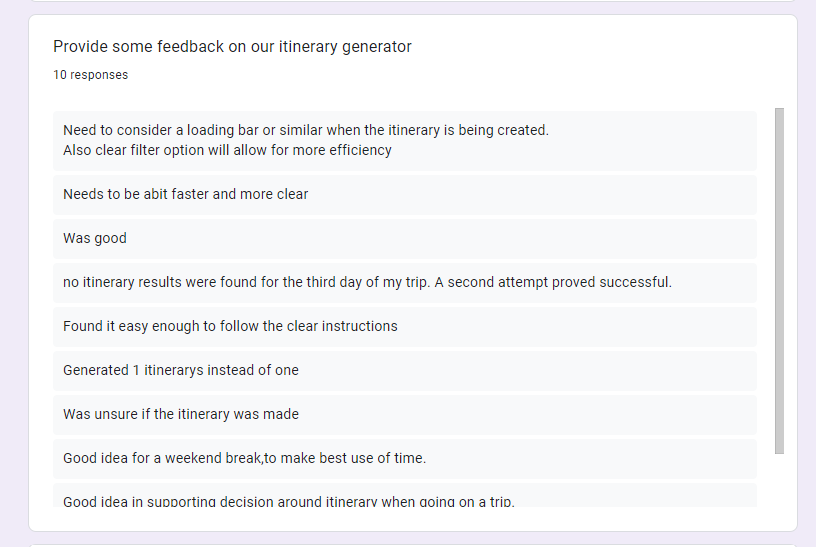 Provide some feedback on our itinerary generator
10 responses
Need to consider a loading bar or similar when the itinerary is being created.
Also clear filter option will allow for more efficiency
Needs to be abit faster and more clear
Was good
no itinerary results were found for the third day of my trip. A second attempt proved successful.
Found it easy enough to follow the clear instructions
Generated 1 itinerarys instead of one
Was unsure if the itinerary was made
Good idea for a weekend break,to make best use of time.
Good idea in supporting decision around itinerary when going on a trip.